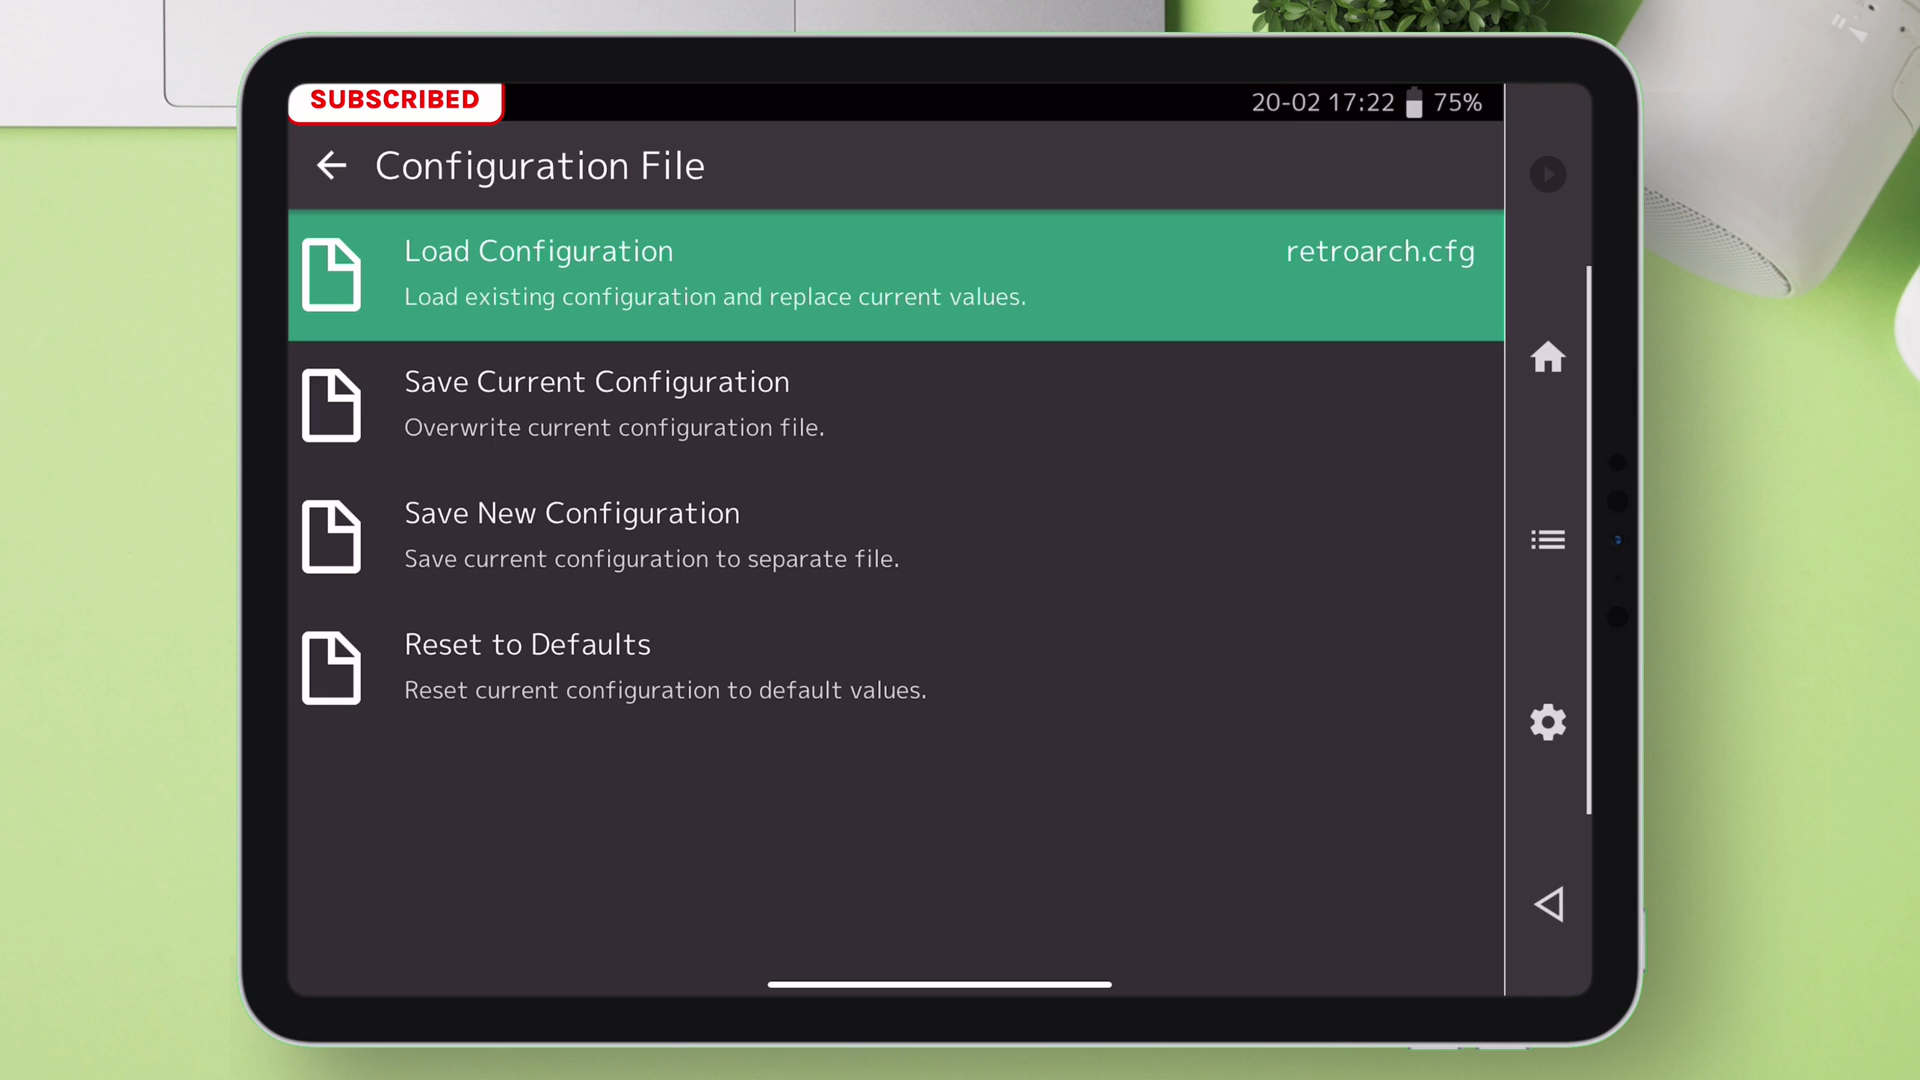 SUBSCRIBED
20-02 17:22 75%
Configuration File
Load Configuration retroarch.cfg
Load existing configuration and replace current values.
Save Current Configuration
Overwrite current configuration file.
Save New Configuration
Save current configuration to separate file.
Reset to Defaults
Reset current configuration to default values.